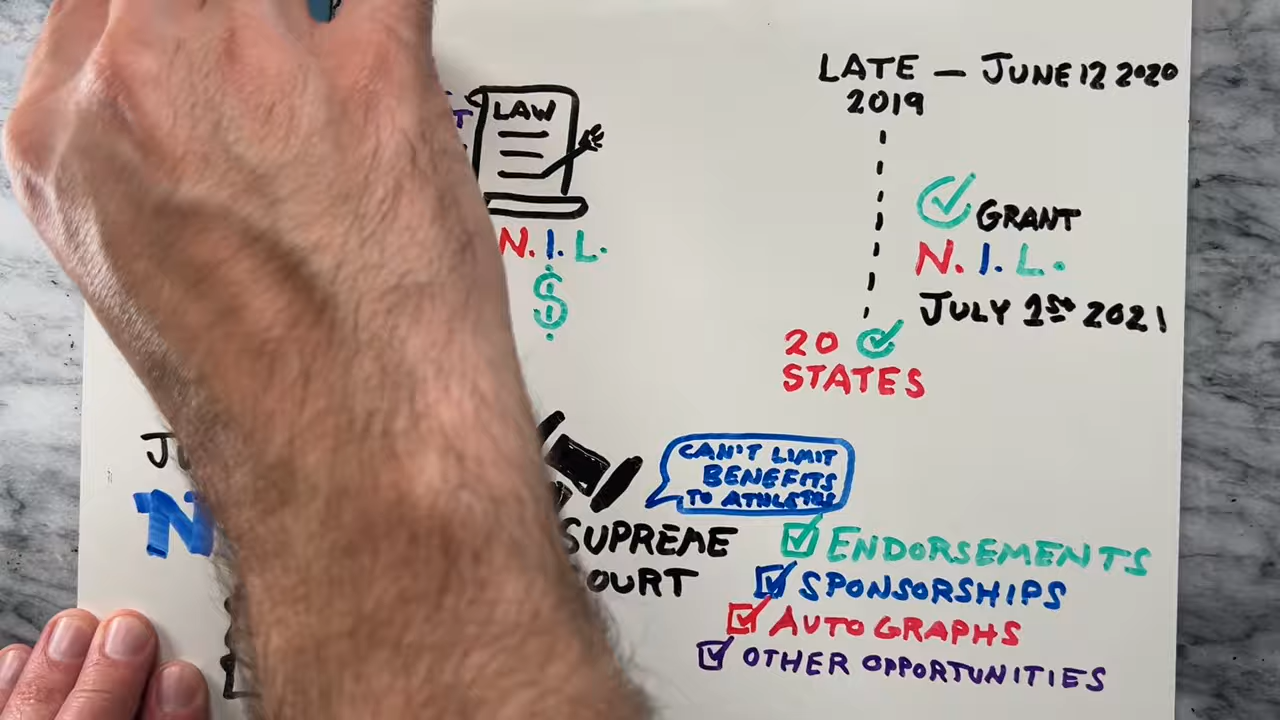 LATE — JUNE 12 2020
2019
LAW
GRANT
N.I.L.
JULY 1ST 2021
N.I.L.
$
20
STATES
CAN'T LIMIT
BENEFITS
TO ATHLETES
SUPREME
ENDORSEMENTS
SPONSORSHIPS
AUTOGRAPHS
OTHER OPPORTUNITIES